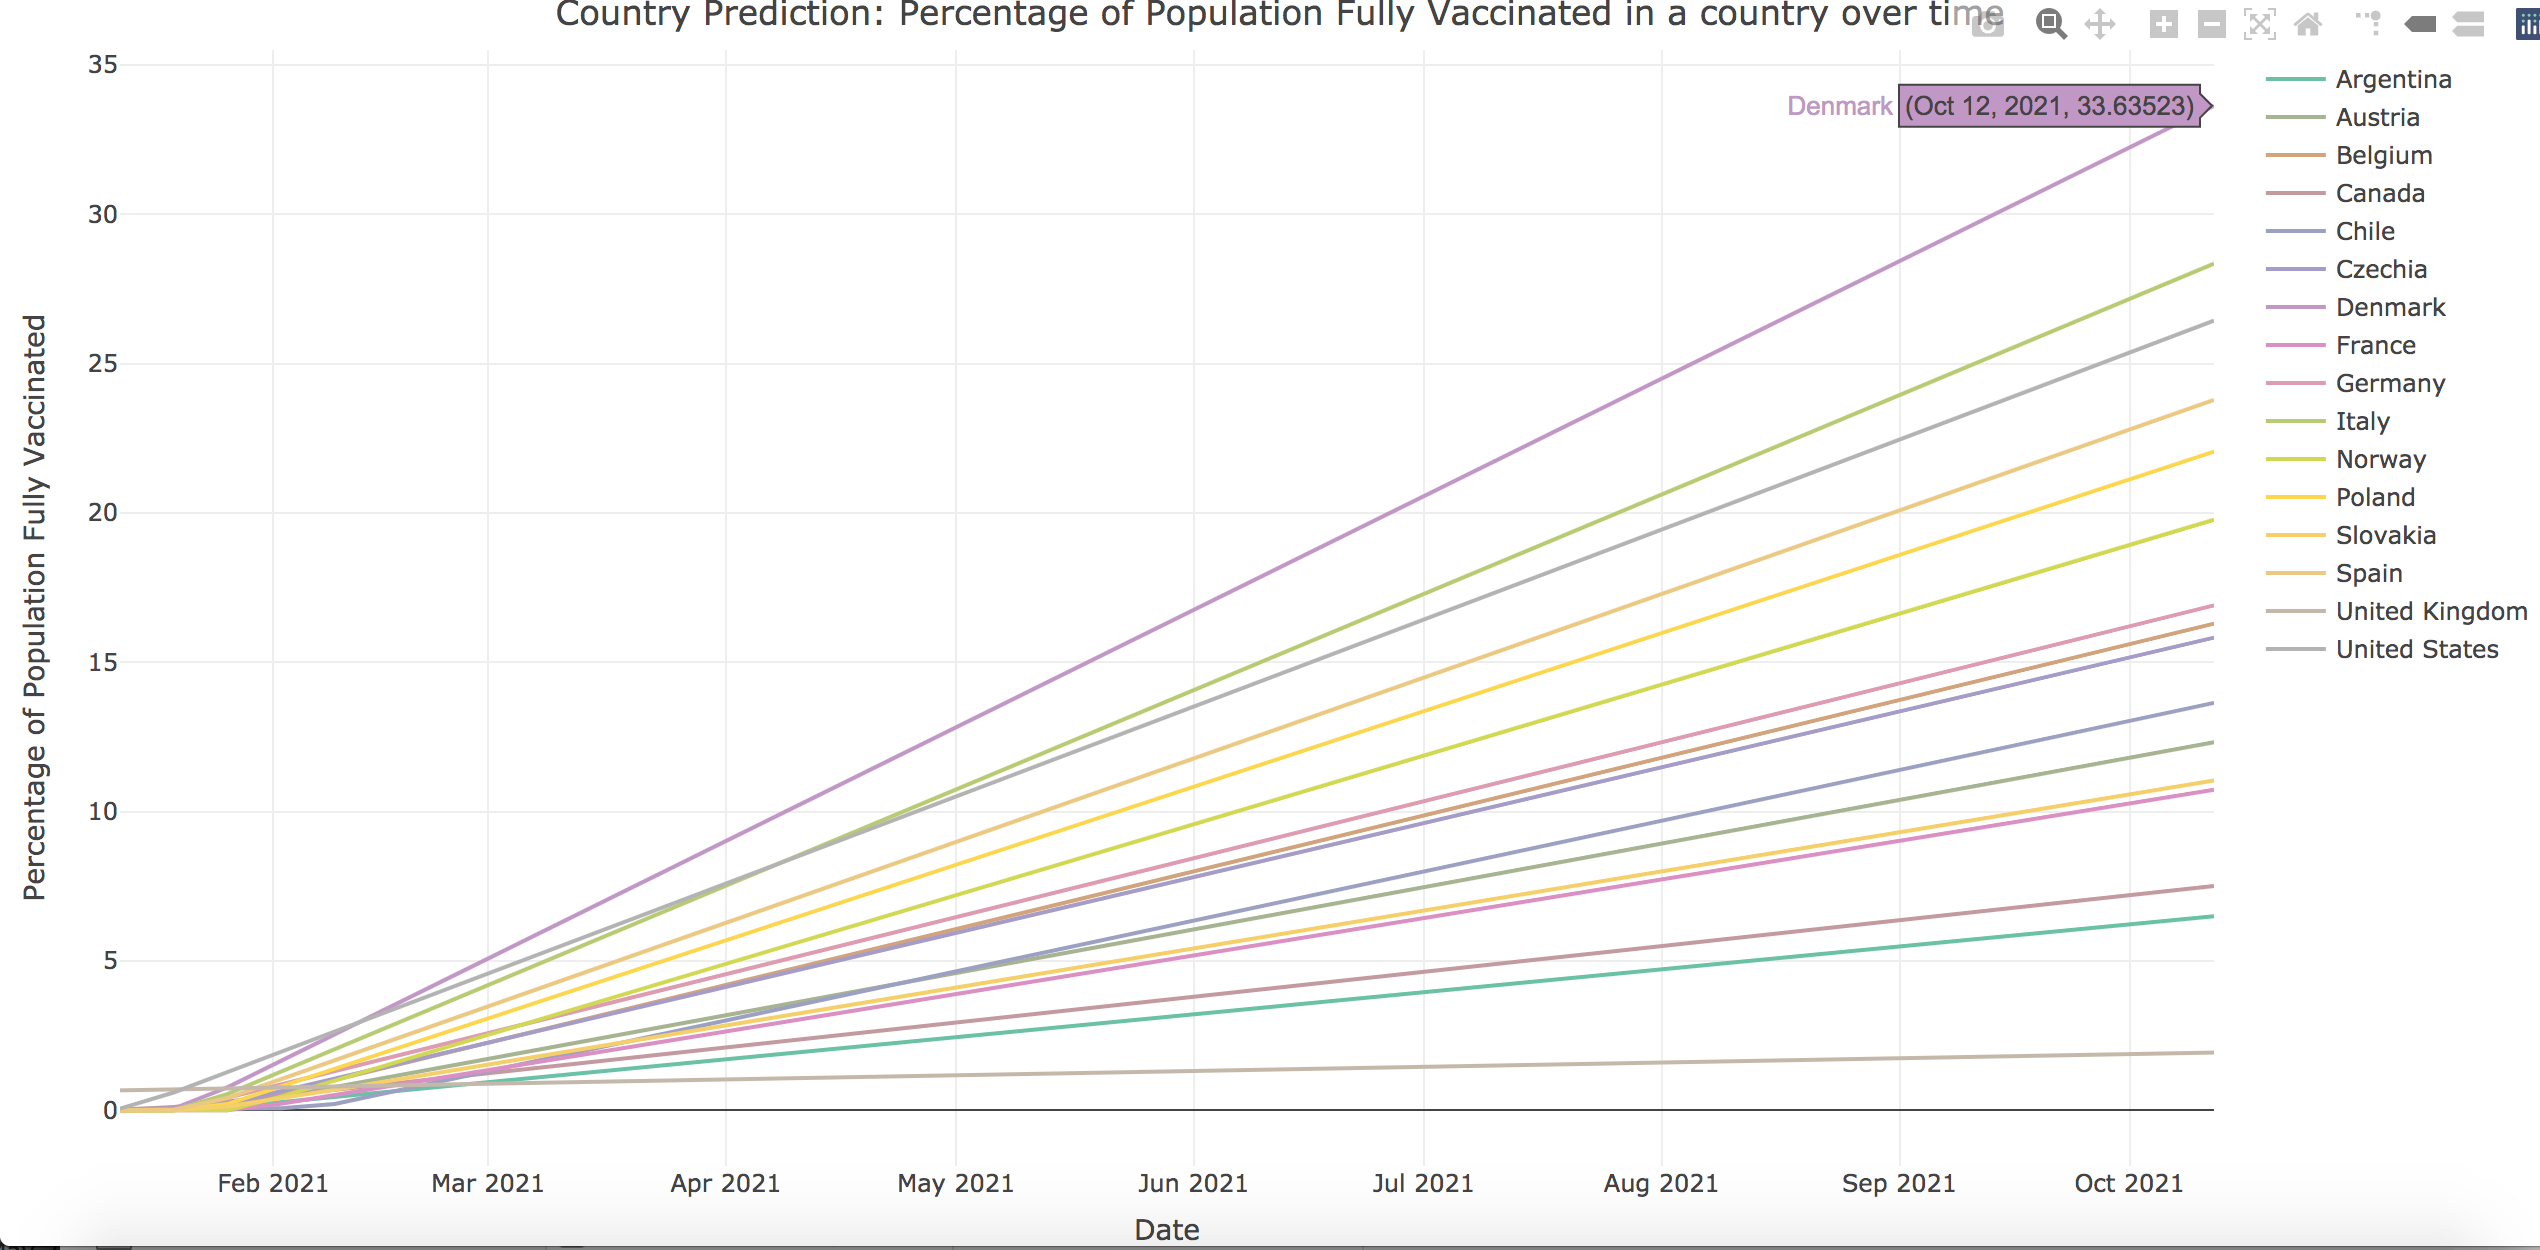 Country Prediction: Percentage of Population Fully Vaccinated in a country over time
Percentage of Population Fully Vaccinated
35
30
25
20
15
10
5
0
Denmark (Oct 12, 2021, 33.63523)
Feb 2021 Mar 2021 Apr 2021 May 2021 Jun 2021 Jul 2021 Aug 2021 Sep 2021 Oct 2021
Date
Argentina
Austria
Belgium
Canada
Chile
Czechia
Denmark
France
Germany
Italy
Norway
Poland
Slovakia
Spain
United Kingdom
United States